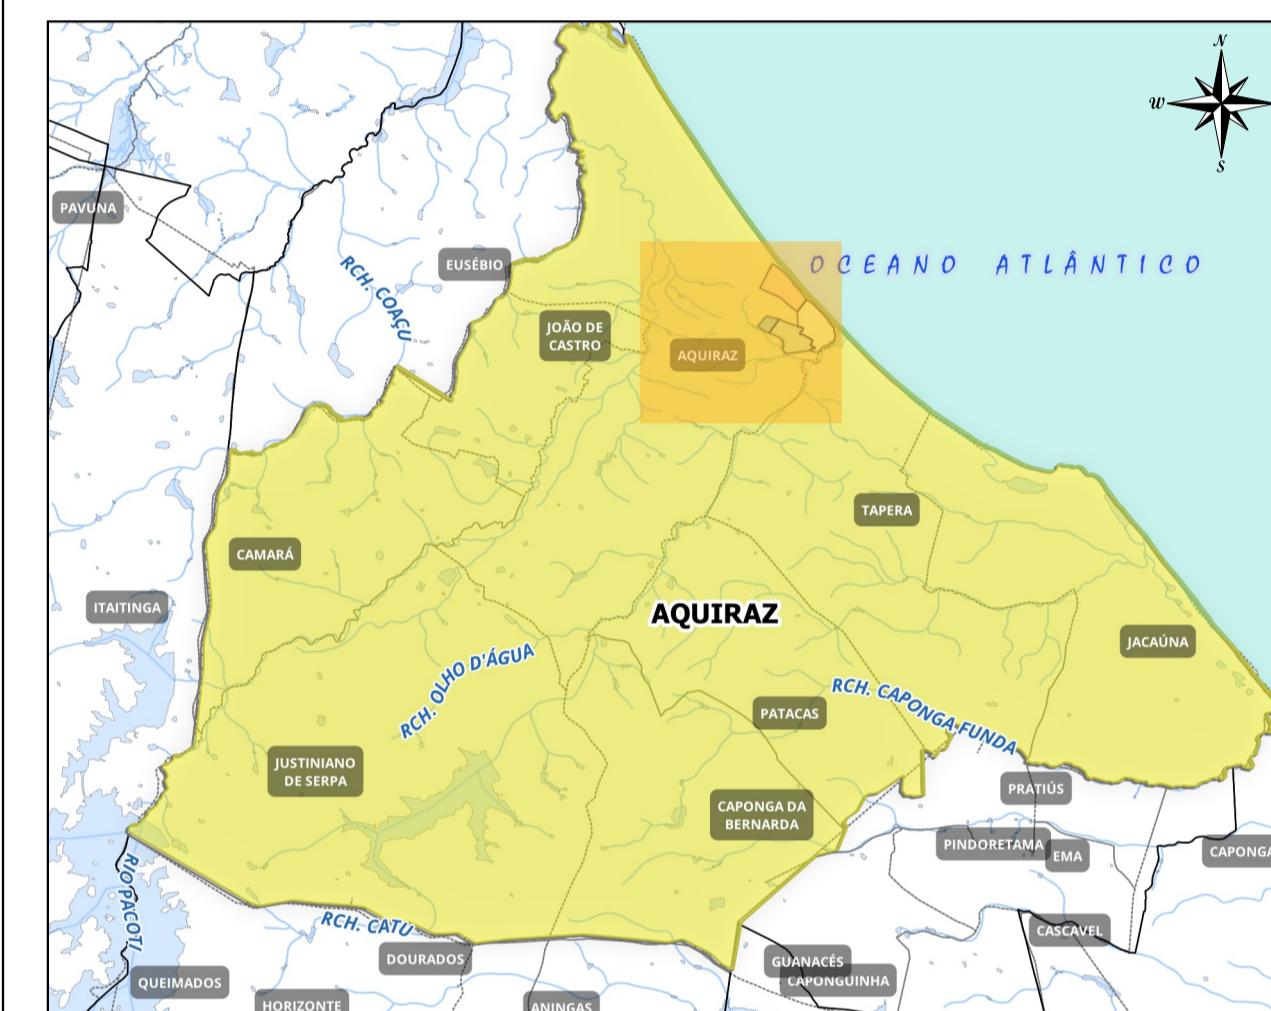 N
W
S
PAVUNA
EUSÉBIO
OCEANO ATLÂNTICO
RCH. COAÇU
JOÃO DE
CASTRO
AQUIRAZ
TAPERA
CAMARÁ
ITAITINGA
AQUIRAZ
JACAÚNA
RCH. OLHO D'ÁGUA
RCH. CAPONGA FUNDA
PATACAS
JUSTINIANO
DE SERPA
PRATIÚS
CAPONGA DA
BERNARDA
PINDORETAMA
EMA
CAPONGA
RIO PACOTI
RCH. CATU
CASCAVEL
DOURADOS
GUANACÉS
CAPONGUINHA
QUEIMADOS
HORIZONTE
ANINGAS